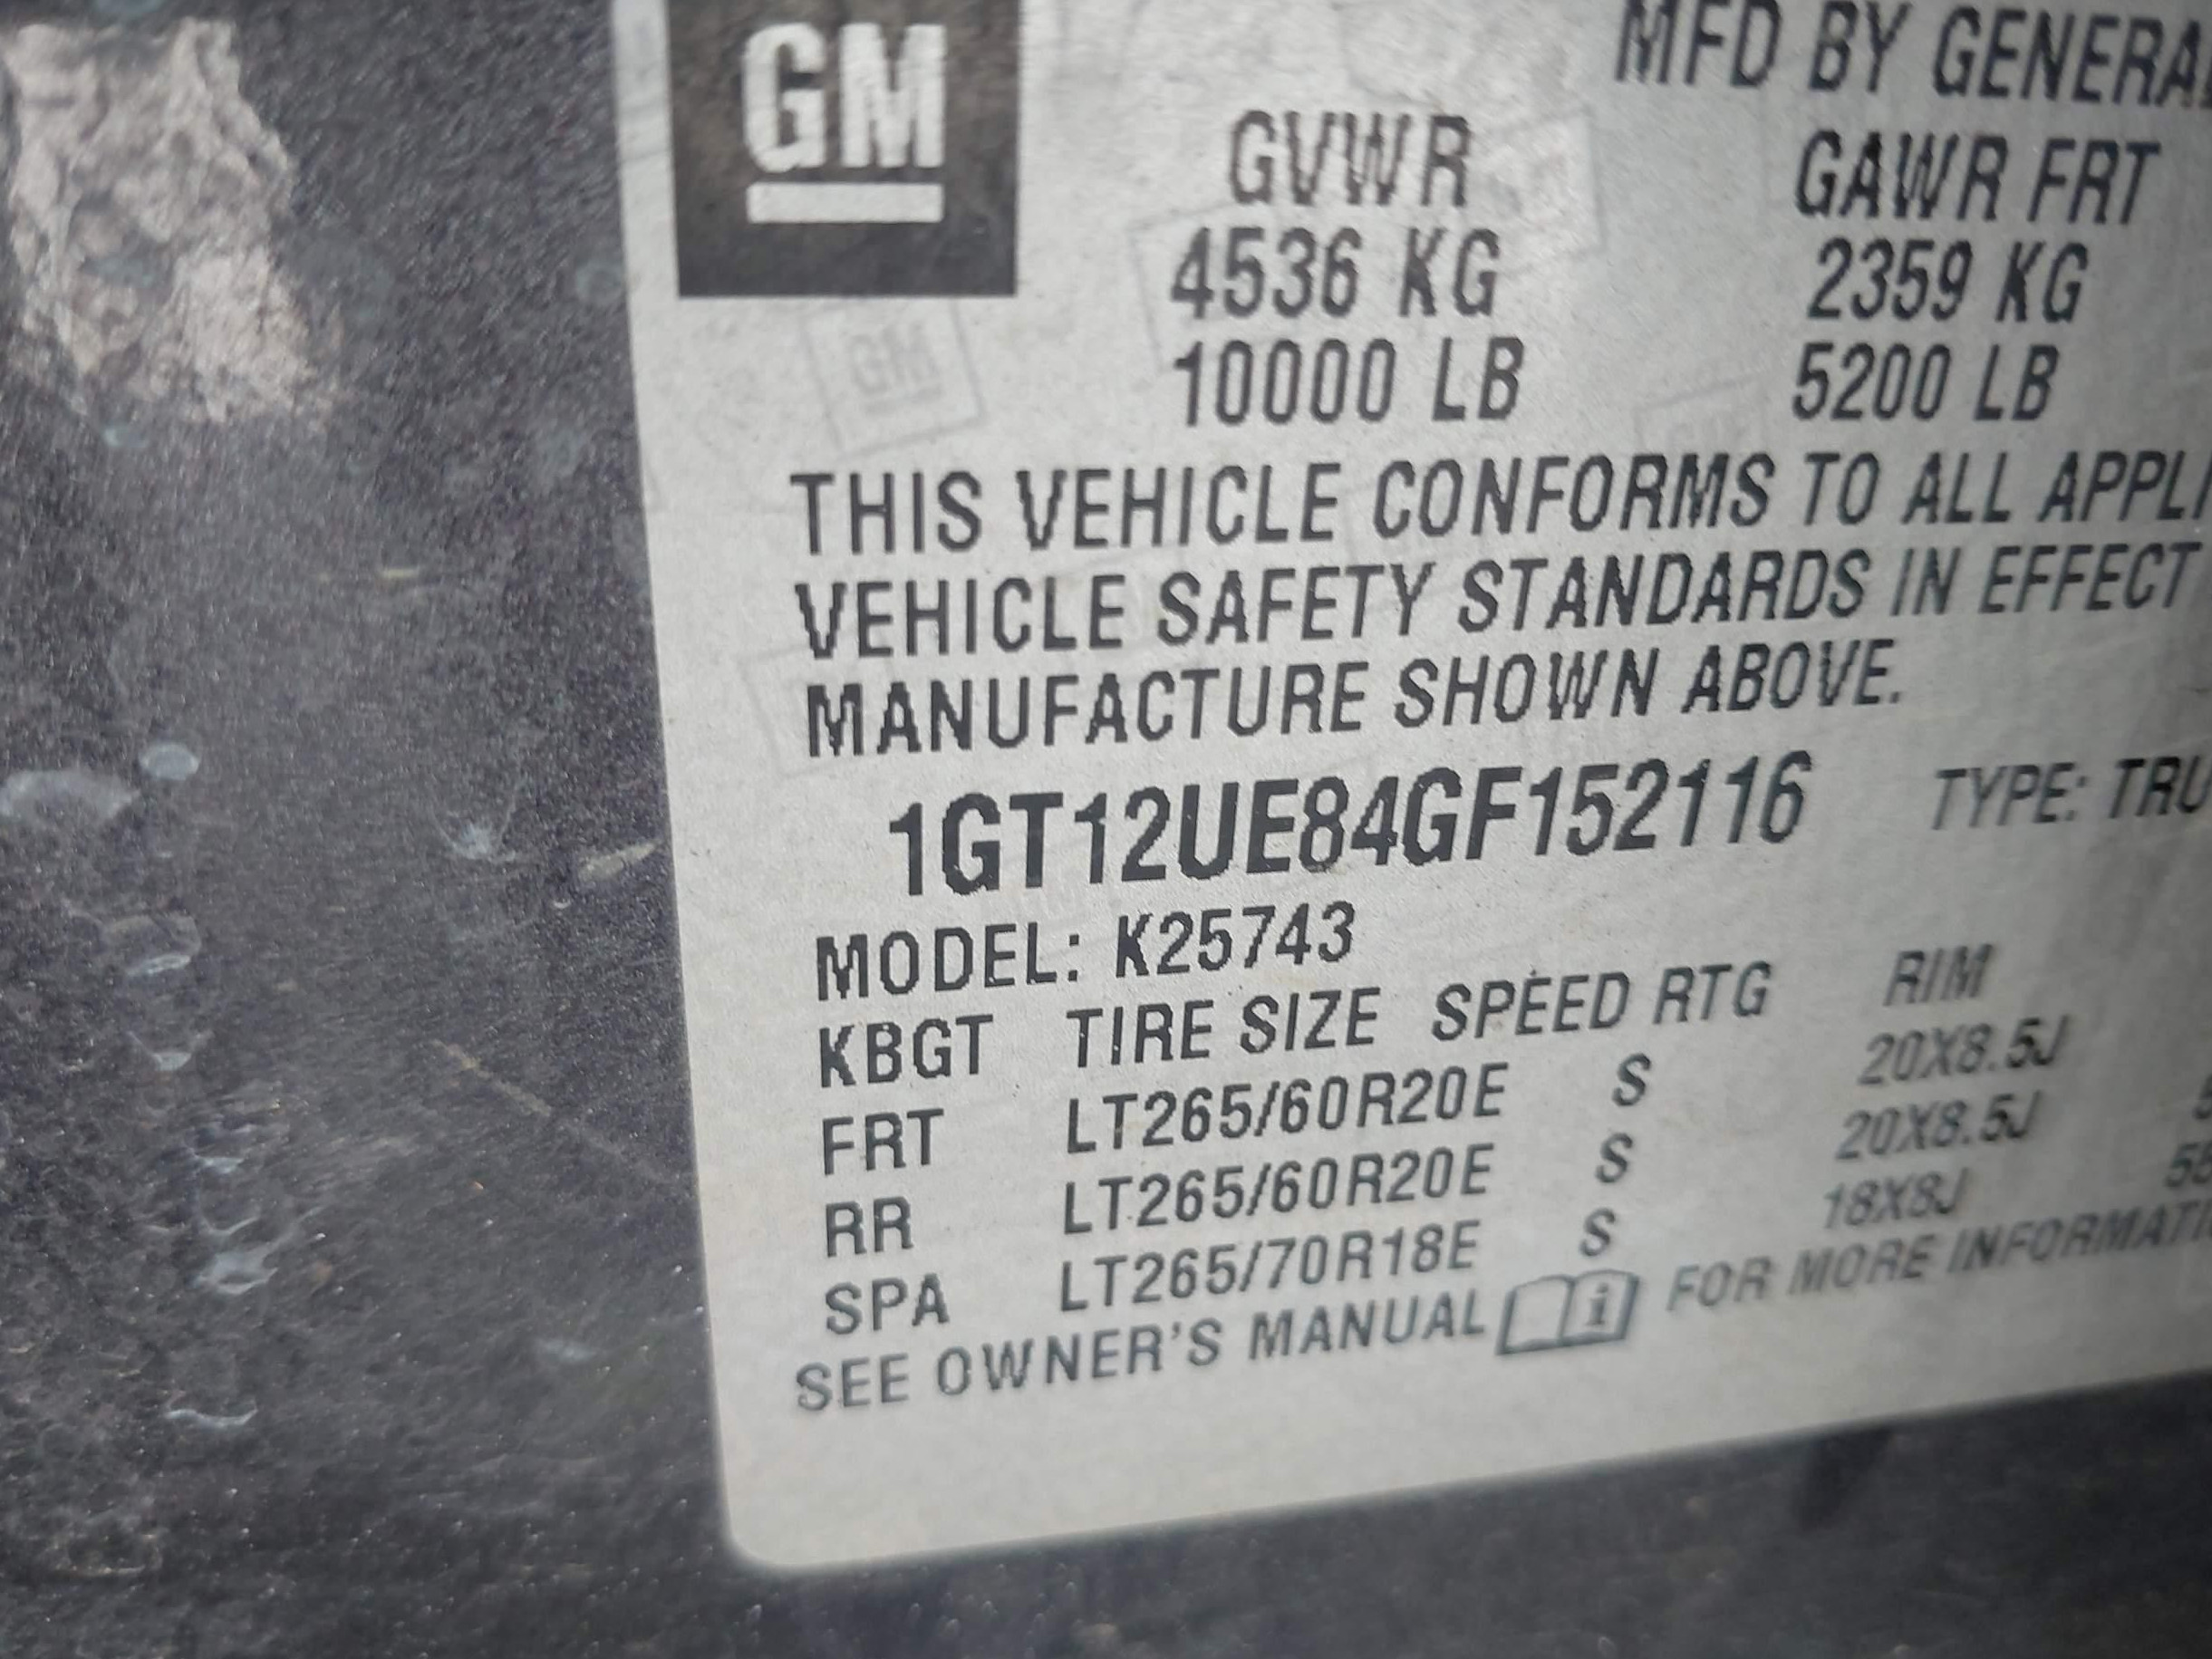 GM
MFD BY GENERAL
GVWR GAWR FRT
4536 KG 2359 KG
10000 LB 5200 LB
THIS VEHICLE CONFORMS TO ALL APPLI
VEHICLE SAFETY STANDARDS IN EFFECT
MANUFACTURE SHOWN ABOVE.
1GT12UE84GF152116 TYPE: TRU
MODEL: K25743
KBGT TIRE SIZE SPEED RTG RIM
FRT LT265/60R20E S 20X8.5J
RR LT265/60R20E S 20X8.5J
SPA LT265/70R18E S 18X8J
SEE OWNER'S MANUAL i FOR MORE INFORMATI